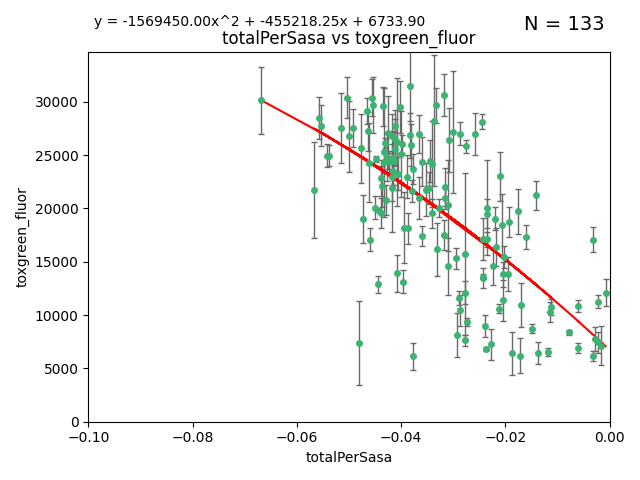 y = -1569450.00x^2 + -455218.25x + 6733.90
N = 133
totalPerSasa vs toxgreen_fluor
30000
25000
20000
15000
10000
5000
0
toxgreen_fluor
−0.10 −0.08 −0.06 −0.04 −0.02 0.00
totalPerSasa